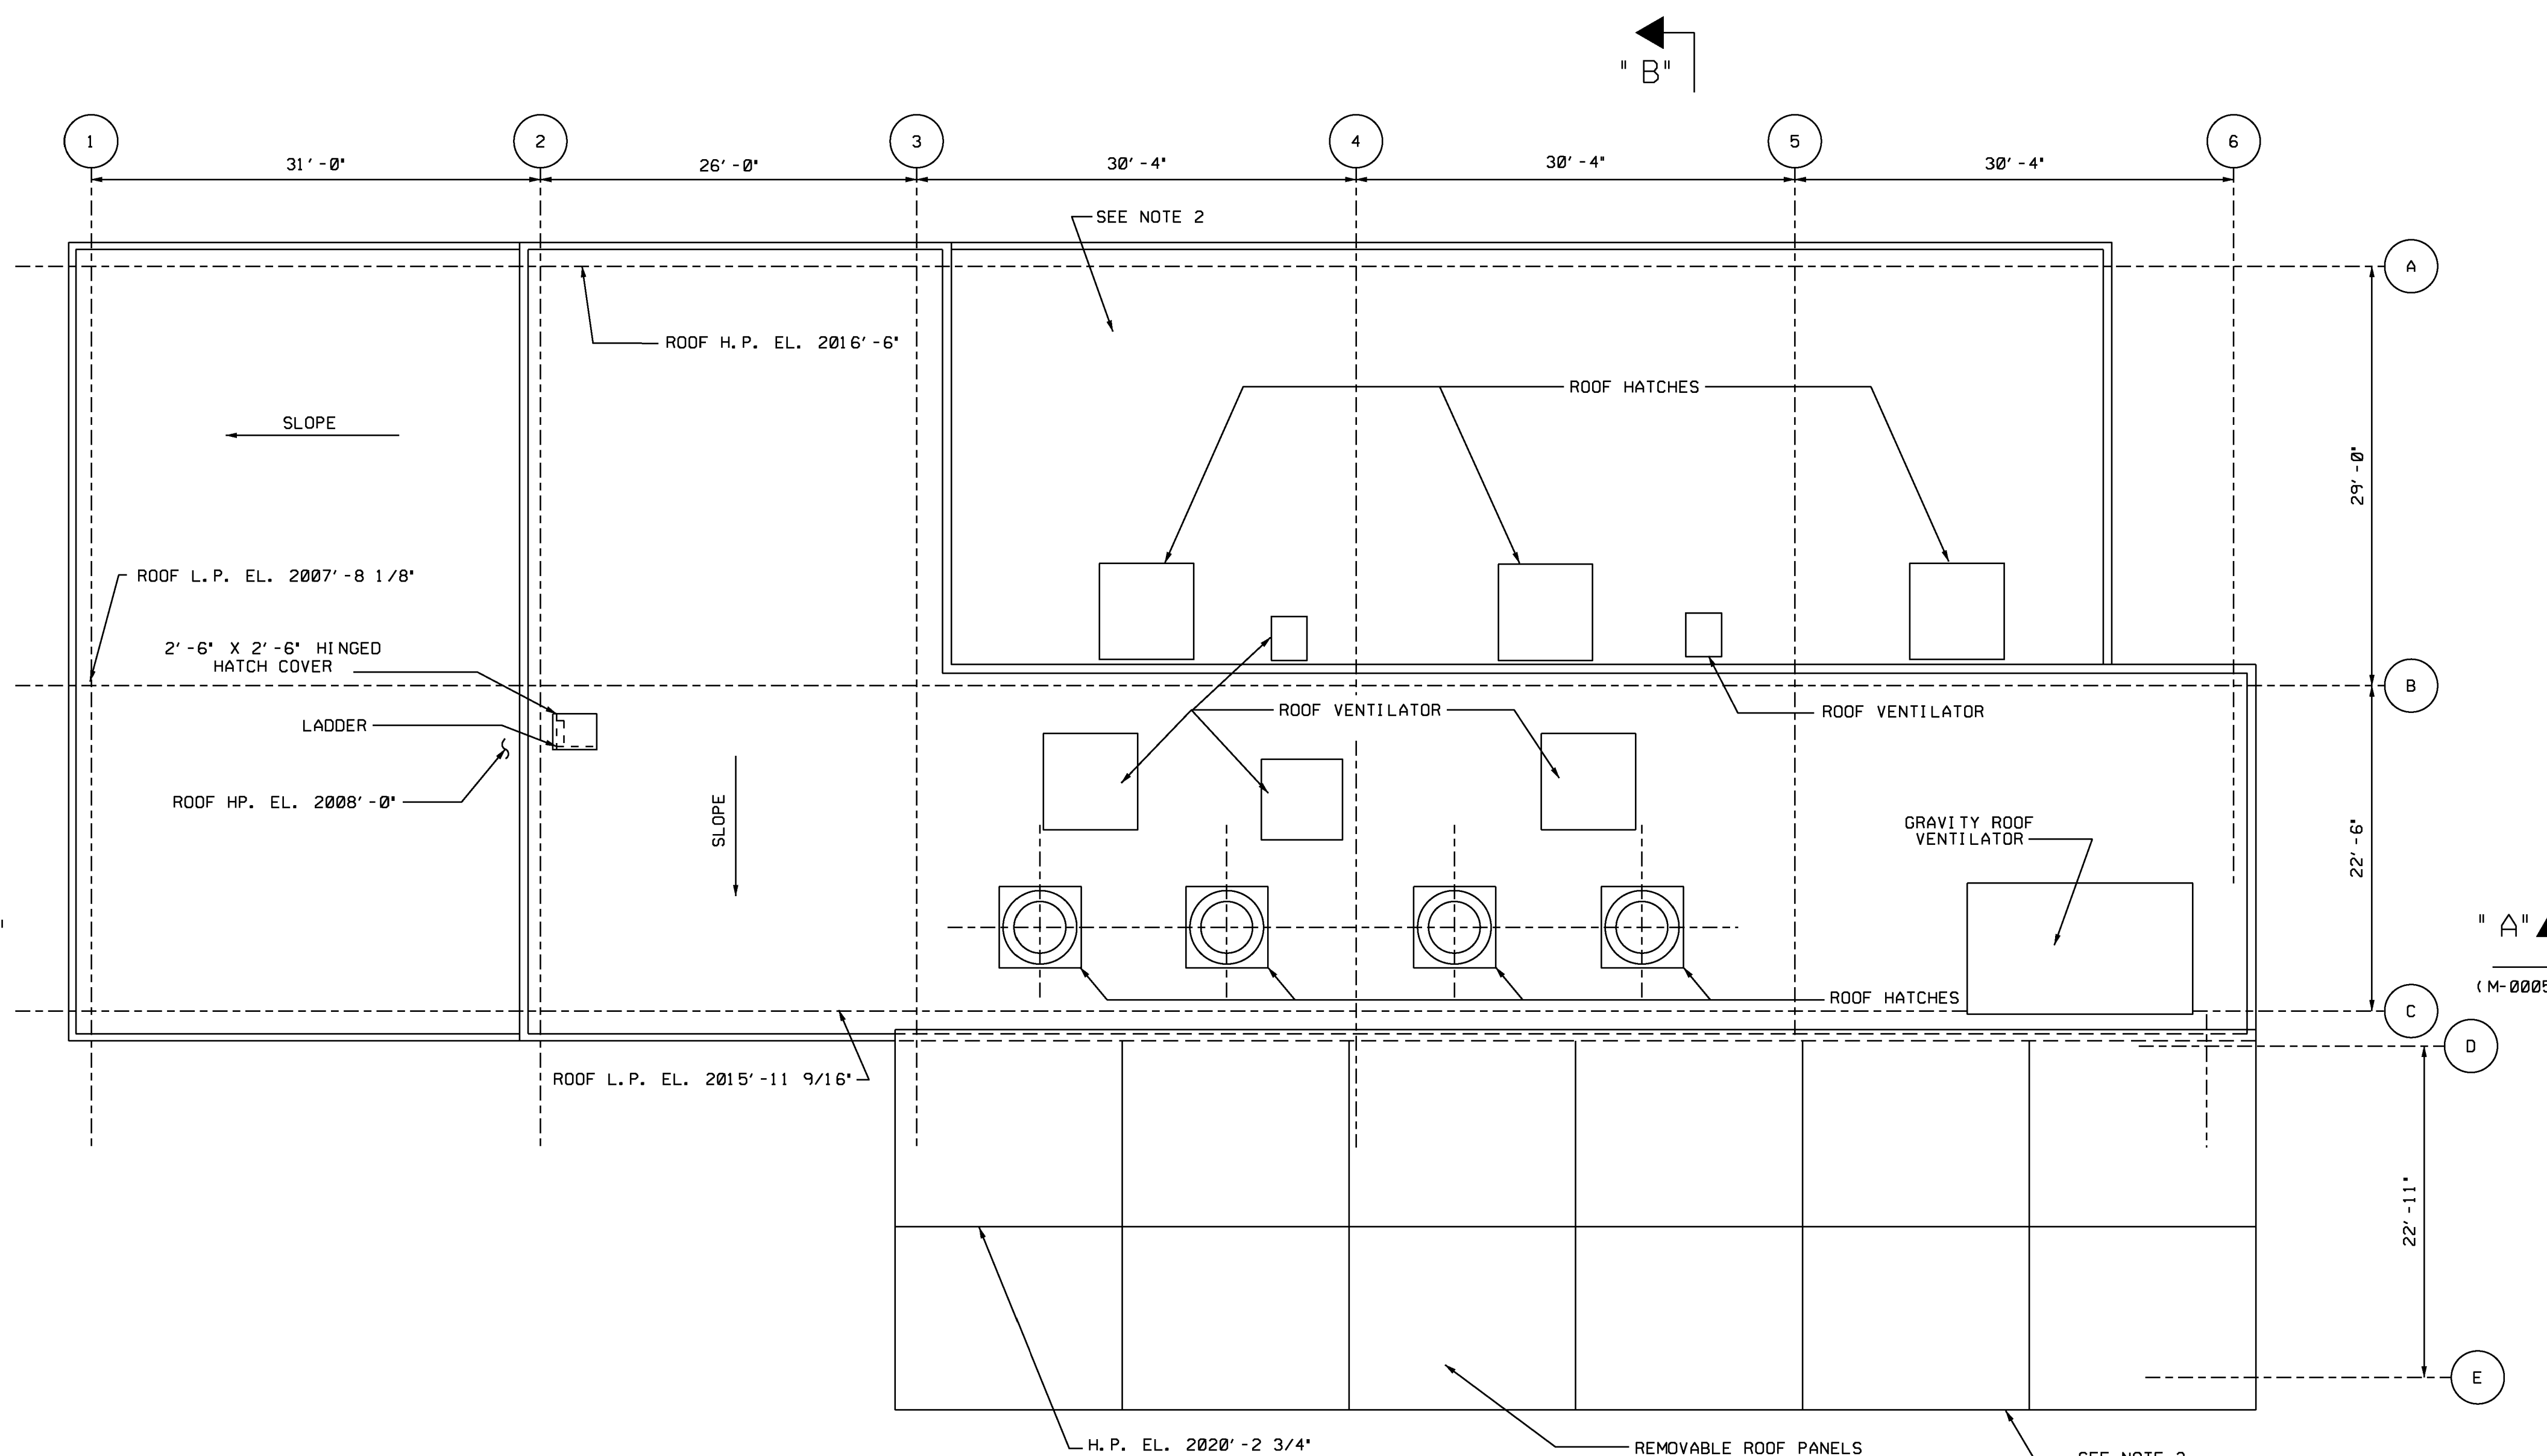 "B"
1
2
3
4
5
6
31'-0"
26'-0"
30'-4"
30'-4"
30'-4"
SEE NOTE 2
A
ROOF H.P. EL. 2016'-6"
ROOF HATCHES
SLOPE
29'-0"
ROOF L.P. EL. 2007'-8 1/8"
2'-6" X 2'-6" HINGED
HATCH COVER
B
LADDER
ROOF VENTILATOR
ROOF VENTILATOR
ROOF HP. EL. 2008'-0"
SLOPE
GRAVITY ROOF
VENTILATOR
22'-6"
"A"
(M-0005
ROOF HATCHES
C
D
ROOF L.P. EL. 2015'-11 9/16"
22'-11"
E
H.P. EL. 2020'-2 3/4"
REMOVABLE ROOF PANELS
SEE NOTE